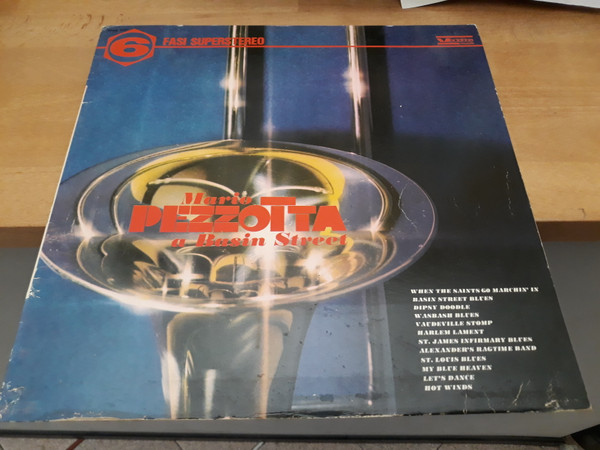 6 FASI SUPERSTEREO
Mario
PEZZOTTA
a Basin Street
WHEN THE SAINTS GO MARCHIN' IN
BASIN STREET BLUES
DIPSY DOODLE
WABASH BLUES
VAUDEVILLE STOMP
HARLEM LAMENT
ST. JAMES INFIRMARY BLUES
ALEXANDER'S RAGTIME BAND
ST. LOUIS BLUES
MY BLUE HEAVEN
LET'S DANCE
HOT WINDS